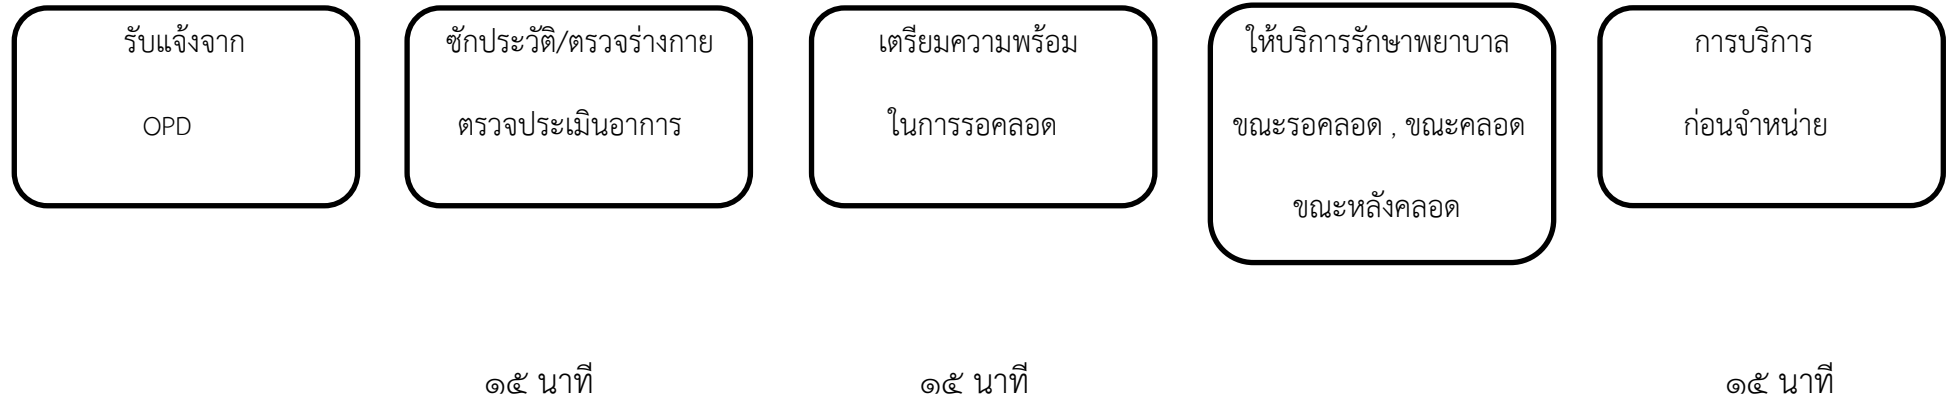 รับแจ้งจาก
OPD
ซักประวัติ/ตรวจร่างกาย
ตรวจประเมินอาการ
เตรียมความพร้อม
ในการรอคลอด
ให้บริการรักษาพยาบาล
ขณะรอคลอด , ขณะคลอด
ขณะหลังคลอด
การบริการ
ก่อนจำหน่าย
๑๕ นาที
๑๕ นาที
๑๕ นาที